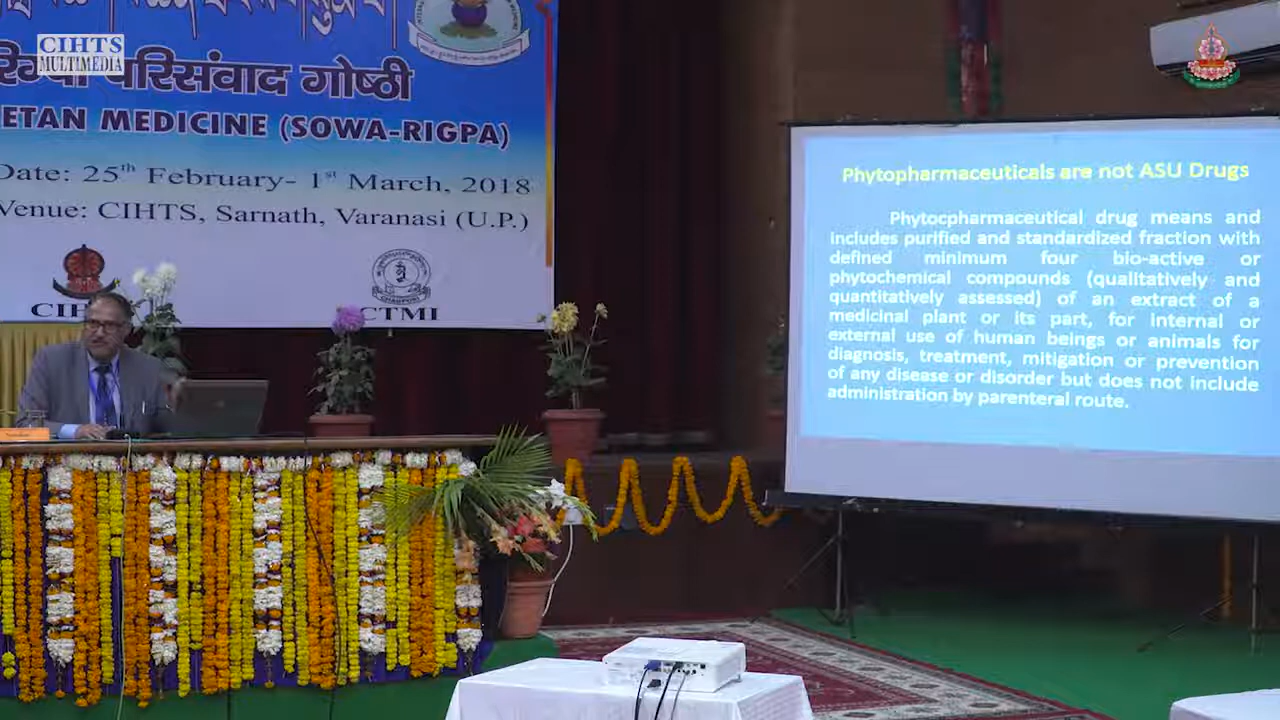 CIHTS
MULTIMEDIA
परिसंवाद गोष्ठी
ETAN MEDICINE (SOWA-RIGPA)
Date: 25th February- 1st March, 2018
Venue: CIHTS, Sarnath, Varanasi (U.P.)
CTMI
Phytopharmaceuticals are not ASU Drugs
Phytocpharmaceutical drug means and
includes purified and standardized fraction with
defined minimum four bio-active or
phytochemical compounds (qualitatively and
quantitatively assessed) of an extract of a
medicinal plant or its part, for internal or
external use of human beings or animals for
diagnosis, treatment, mitigation or prevention
of any disease or disorder but does not include
administration by parenteral route.